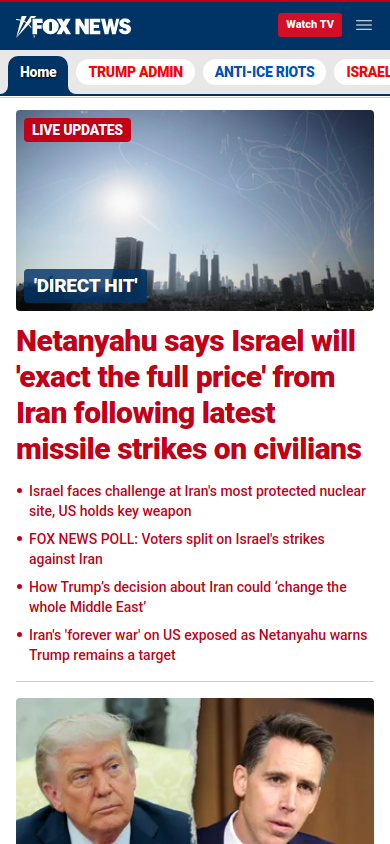 FOX NEWS
Watch TV
Home
TRUMP ADMIN
ANTI-ICE RIOTS
ISRAEL
LIVE UPDATES
'DIRECT HIT'
Netanyahu says Israel will
'exact the full price' from
Iran following latest
missile strikes on civilians
• Israel faces challenge at Iran's most protected nuclear
site, US holds key weapon
• FOX NEWS POLL: Voters split on Israel's strikes
against Iran
• How Trump’s decision about Iran could ‘change the
whole Middle East’
• Iran's 'forever war' on US exposed as Netanyahu warns
Trump remains a target